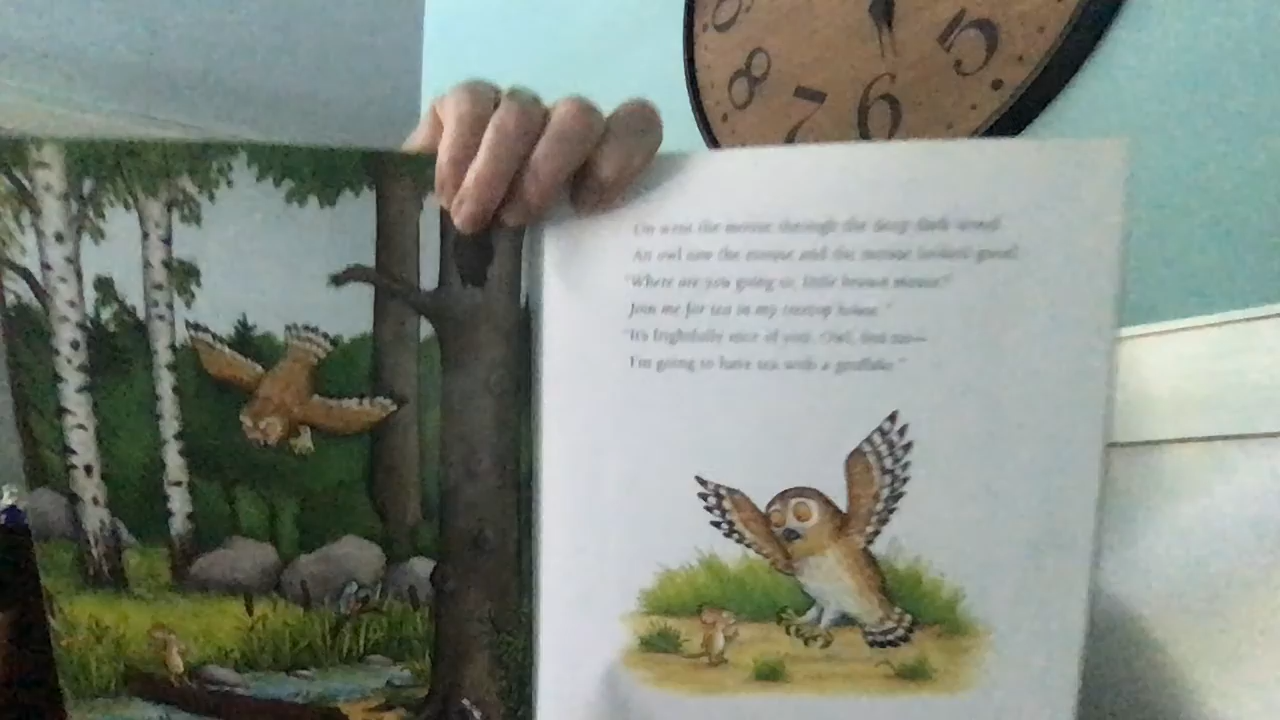 8 7 6 5
On went the mouse through the deep dark wood.
An owl saw the mouse and the mouse looked good.
"Where are you going to, little brown mouse?
Join me for tea in my treetop house."
"It's frightfully nice of you, Owl, but no—
I'm going to have tea with a gruffalo."